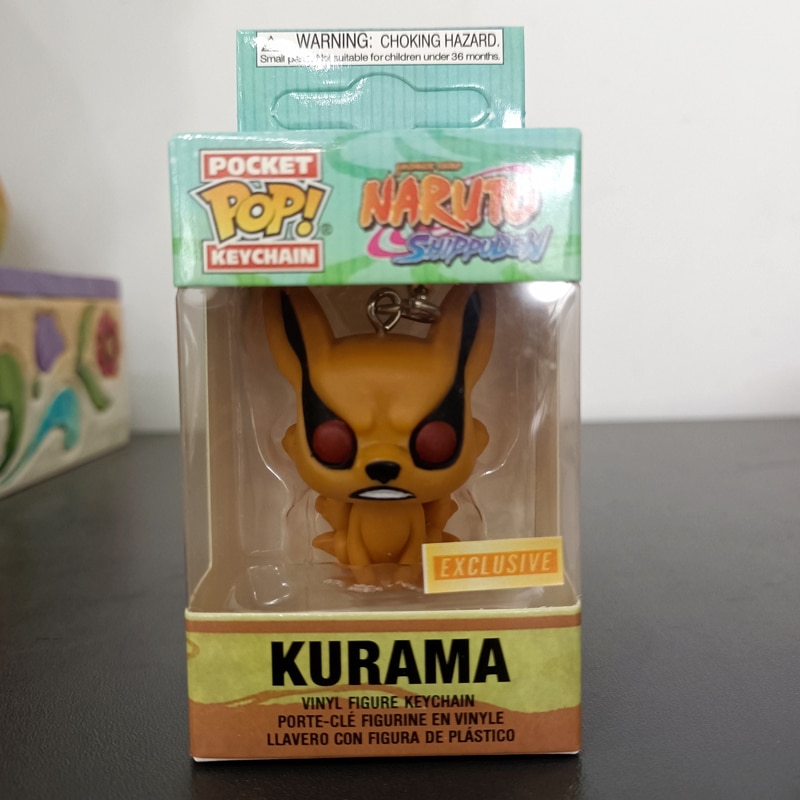 WARNING: CHOKING HAZARD.
Small parts. Not suitable for children under 36 months.
POCKET
POP!®
KEYCHAIN
NARUTO
SHIPPUDEN
EXCLUSIVE
KURAMA
VINYL FIGURE KEYCHAIN
PORTE-CLÉ FIGURINE EN VINYLE
LLAVERO CON FIGURA DE PLÁSTICO